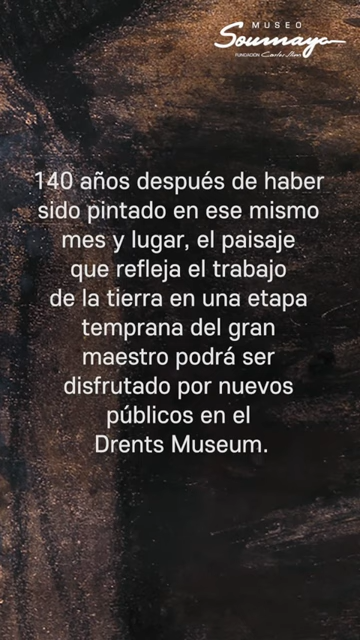 MUSEO
Soumaya
FUNDACIÓN Carlos Slim
140 años después de haber
sido pintado en ese mismo
mes y lugar, el paisaje
que refleja el trabajo
de la tierra en una etapa
temprana del gran
maestro podrá ser
disfrutado por nuevos
públicos en el
Drents Museum.